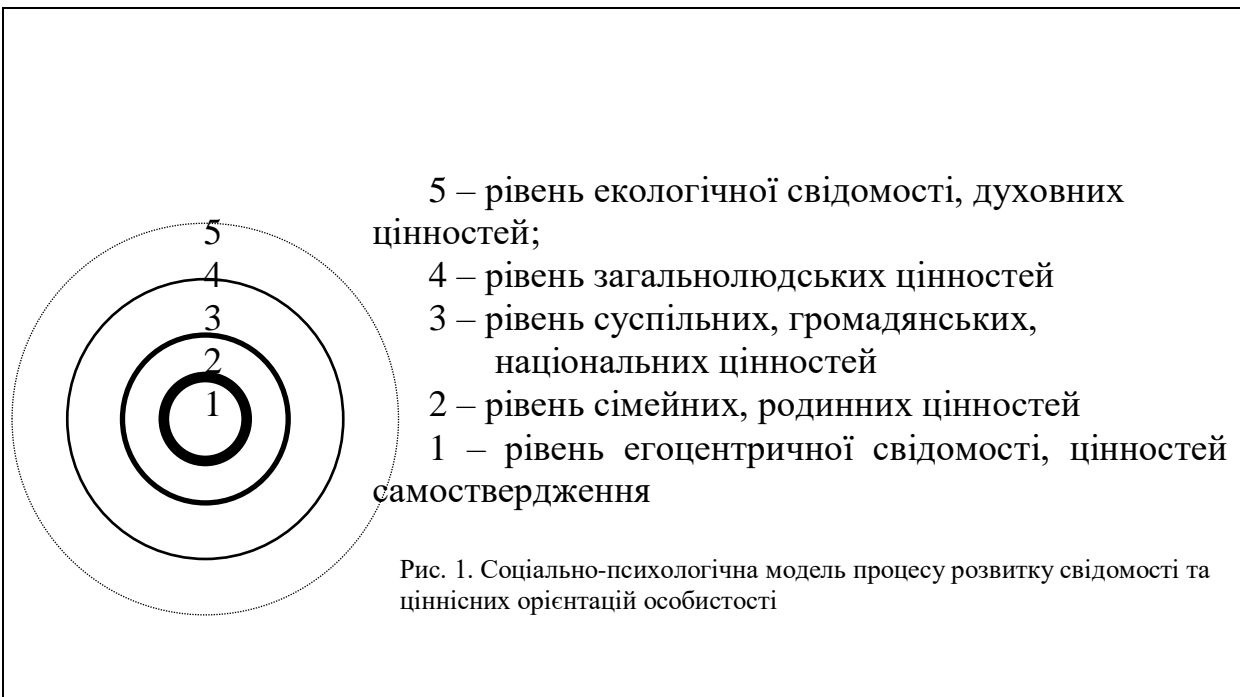 5
4
3
2
1
5 – рівень екологічної свідомості, духовних
цінностей;
4 – рівень загальнолюдських цінностей
3 – рівень суспільних, громадянських,
національних цінностей
2 – рівень сімейних, родинних цінностей
1 – рівень егоцентричної свідомості, цінностей
самоствердження
Рис. 1. Соціально-психологічна модель процесу розвитку свідомості та
ціннісних орієнтацій особистості